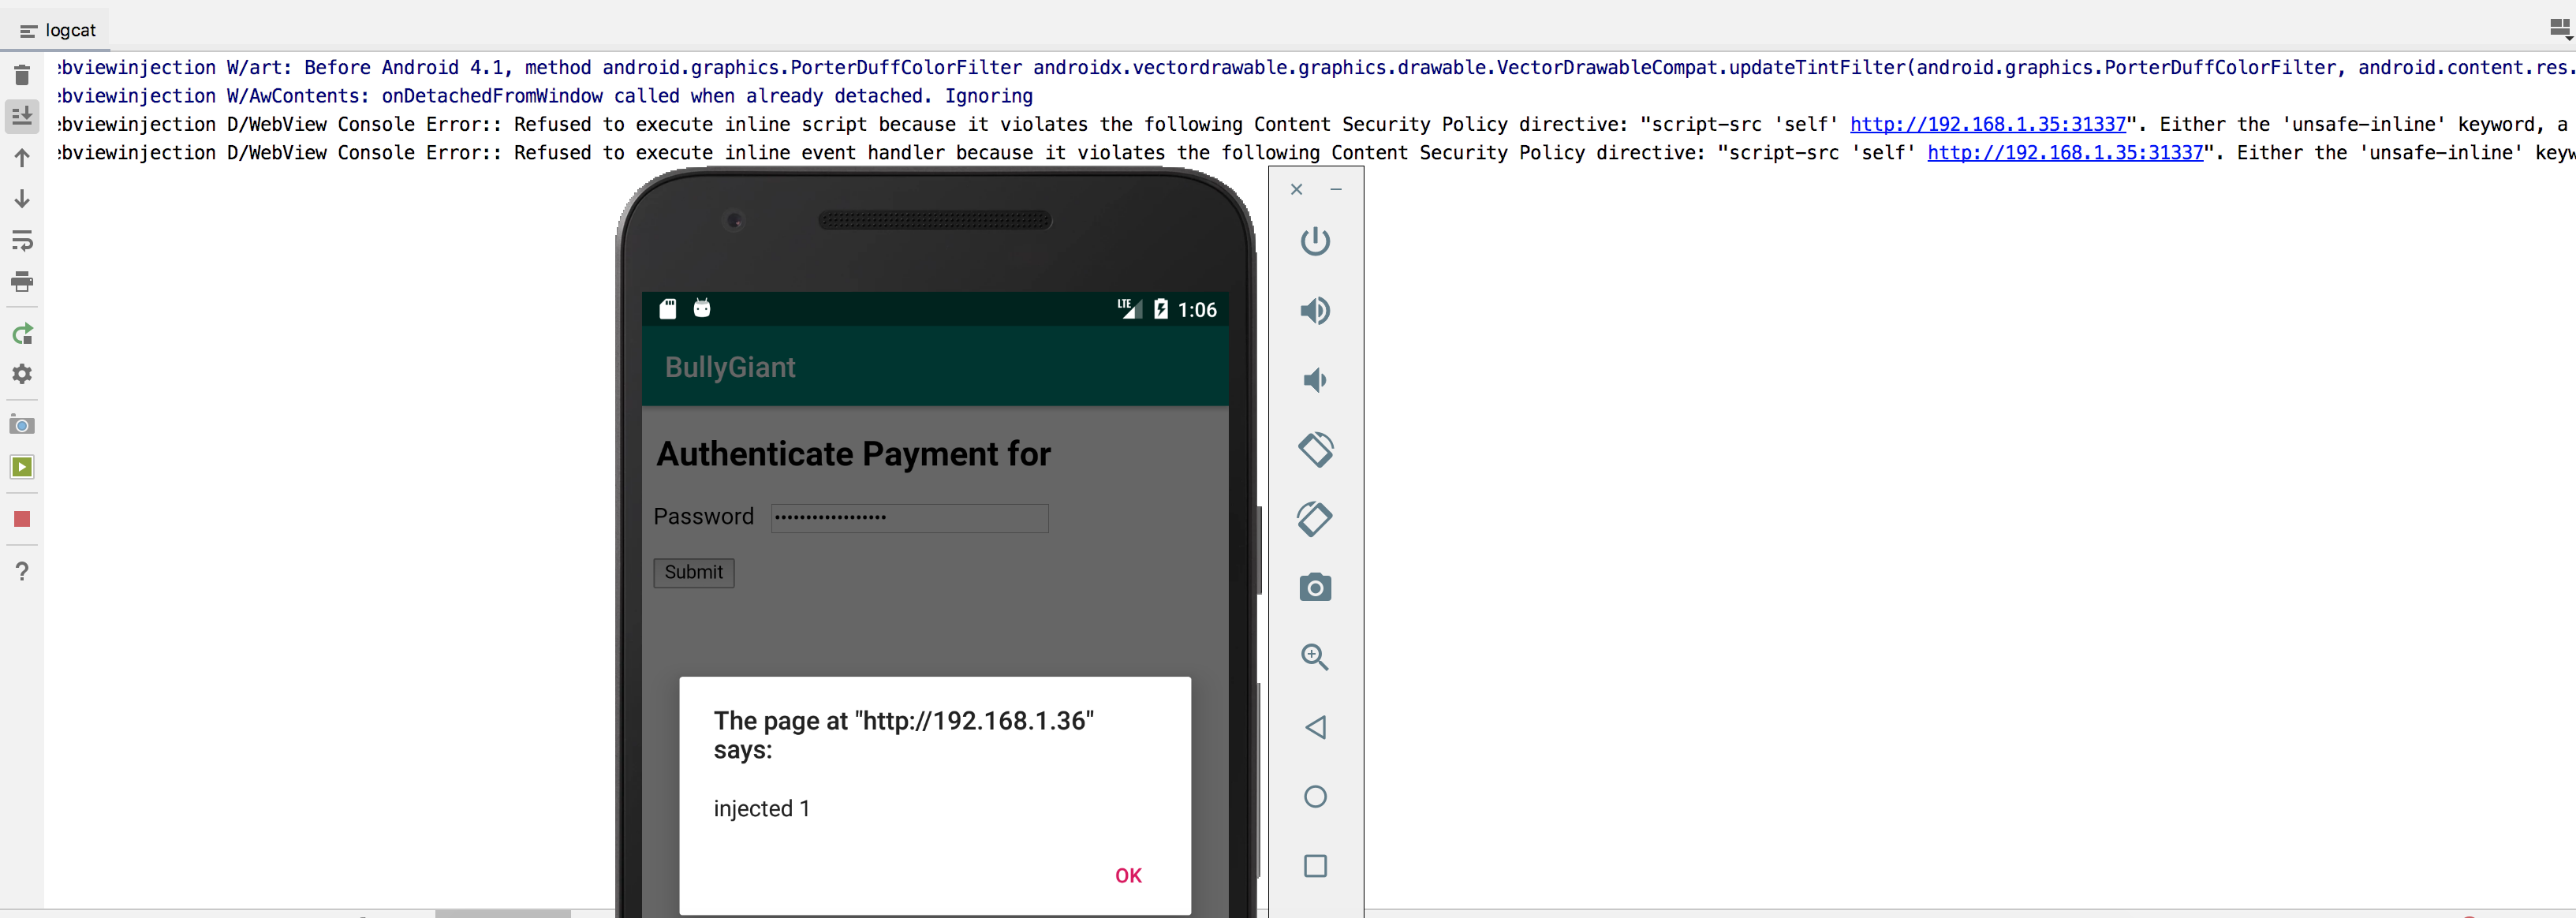 logcat
ebviewinjection W/art: Before Android 4.1, method android.graphics.PorterDuffColorFilter androidx.vectordrawable.graphics.drawable.VectorDrawableCompat.updateTintFilter(android.graphics.PorterDuffColorFilter, android.content.res.
ebviewinjection W/AwContents: onDetachedFromWindow called when already detached. Ignoring
ebviewinjection D/WebView Console Error:: Refused to execute inline script because it violates the following Content Security Policy directive: "script-src 'self' http://192.168.1.35:31337". Either the 'unsafe-inline' keyword, a
ebviewinjection D/WebView Console Error:: Refused to execute inline event handler because it violates the following Content Security Policy directive: "script-src 'self' http://192.168.1.35:31337". Either the 'unsafe-inline' keyw
LTE 1:06
BullyGiant
Authenticate Payment for
Password ••••••••••••••••••
Submit
The page at "http://192.168.1.36"
says:
injected 1
OK